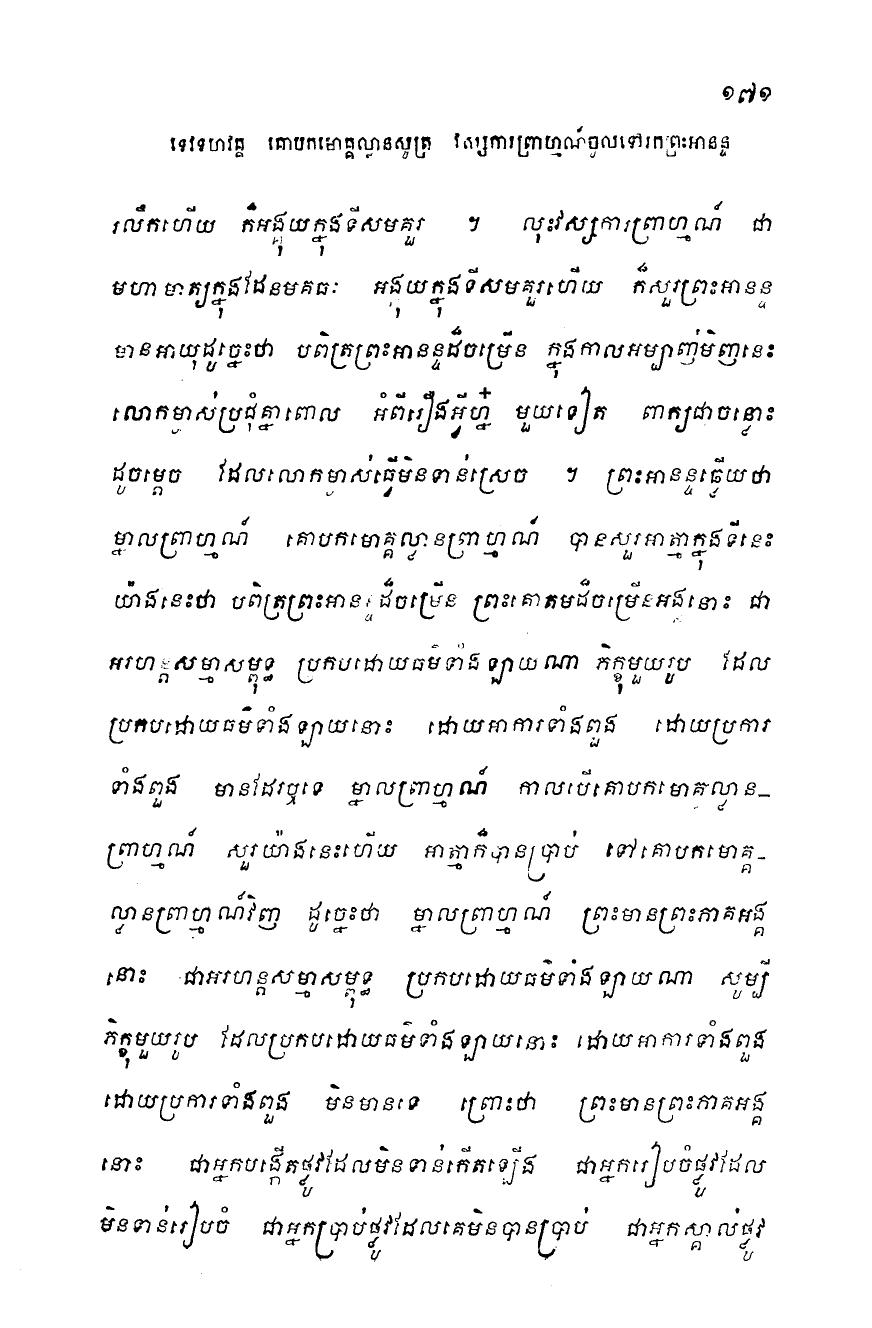 ១៧១
ទេវទហវគ្គ គោបកមោគ្គល្លានសូត្រ វស្សការព្រាហ្មណ៍ចូលទៅរកព្រះអានន្ទ
រលឹកហើយ ក៏អង្គុយក្នុងទីសមគួរ ។ លុះវស្សការព្រាហ្មណ៍ ជា
មហាមាត្យក្នុងដែនមគធៈ អង្គុយក្នុងទីសមគួរហើយ ក៏សួរព្រះអានន្ទ
មានអាយុដូច្នេះថា បពិត្រព្រះអានន្ទដ៏ចម្រើន ក្នុងកាលអម្បាញ់មិញនេះ
លោកម្ចាស់ប្រជុំគ្នាពោល អំពីរឿងអ្វីហ្ន៎ មួយទៀត ពាក្យជាចន្លោះ
ដូចម្តេច ដែលលោកម្ចាស់ធ្វើមិនទាន់ស្រេច ។ ព្រះអានន្ទឆ្លើយថា
ម្នាលព្រាហ្មណ៍ គោបកមោគ្គល្លានព្រាហ្មណ៍ បានសួរអាត្មាក្នុងទីនេះ
យ៉ាងនេះថា បពិត្រព្រះអានន្ទដ៏ចម្រើន ព្រះគោតមដ៏ចម្រើនអង្គនោះ ជា
អរហន្តសម្មាសម្ពុទ្ធ ប្រកបដោយធម៌ទាំងឡាយណា ភិក្ខុមួយរូប ដែល
ប្រកបដោយធម៌ទាំងឡាយនោះ ដោយអាការទាំងពួង ដោយប្រការ
ទាំងពួង មានដែរឬទេ ម្នាលព្រាហ្មណ៍ កាលបើគោបកមោគ្គល្លាន-
ព្រាហ្មណ៍ សួរយ៉ាងនេះហើយ អាត្មាក៏បានប្រាប់ ទៅគោបកមោគ្គ-
ល្លានព្រាហ្មណ៍វិញ ដូច្នេះថា ម្នាលព្រាហ្មណ៍ ព្រះមានព្រះភាគអង្គ
នោះ ជាអរហន្តសម្មាសម្ពុទ្ធ ប្រកបដោយធម៌ទាំងឡាយណា សូម្បី
ភិក្ខុមួយរូប ដែលប្រកបដោយធម៌ទាំងឡាយនោះ ដោយអាការទាំងពួង
ដោយប្រការទាំងពួង មិនមានទេ ព្រោះថា ព្រះមានព្រះភាគអង្គ
នោះ ជាអ្នកបង្កើតផ្លូវដែលមិនទាន់កើតឡើង ជាអ្នករៀបចំផ្លូវដែល
មិនទាន់រៀបចំ ជាអ្នកប្រាប់ផ្លូវដែលគេមិនបានប្រាប់ ជាអ្នកស្គាល់ផ្លូវ